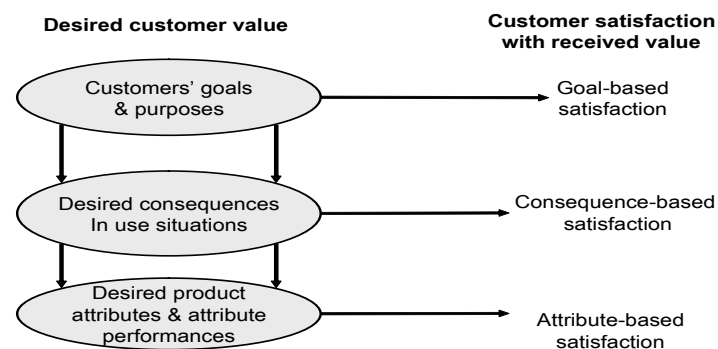 Desired customer value
Customer satisfaction
with received value
Customers’ goals
& purposes
Goal-based
satisfaction
Desired consequences
In use situations
Consequence-based
satisfaction
Desired product
attributes & attribute
performances
Attribute-based
satisfaction